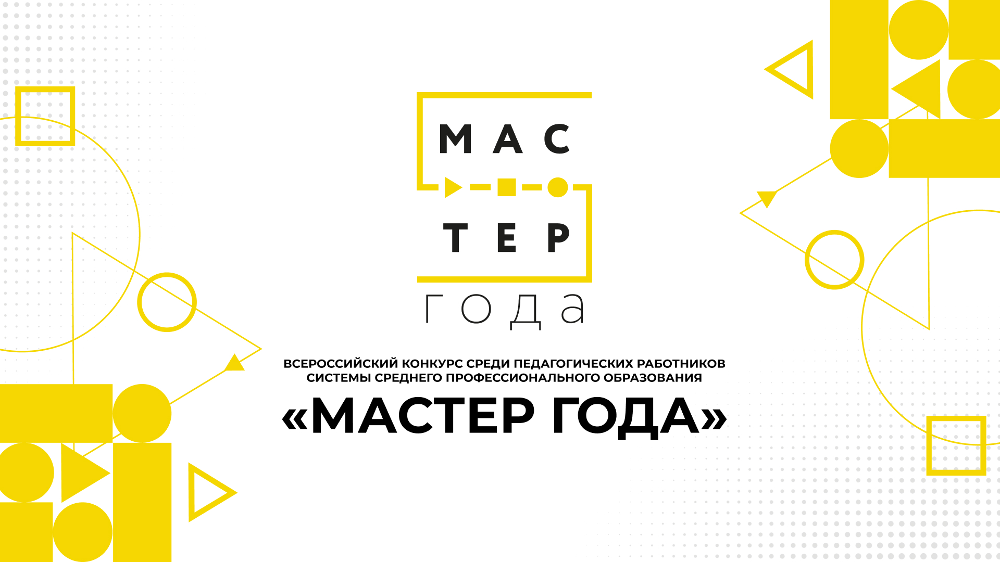 МАС
ТЕР
года
ВСЕРОССИЙСКИЙ КОНКУРС СРЕДИ ПЕДАГОГИЧЕСКИХ РАБОТНИКОВ
СИСТЕМЫ СРЕДНЕГО ПРОФЕССИОНАЛЬНОГО ОБРАЗОВАНИЯ
«МАСТЕР ГОДА»